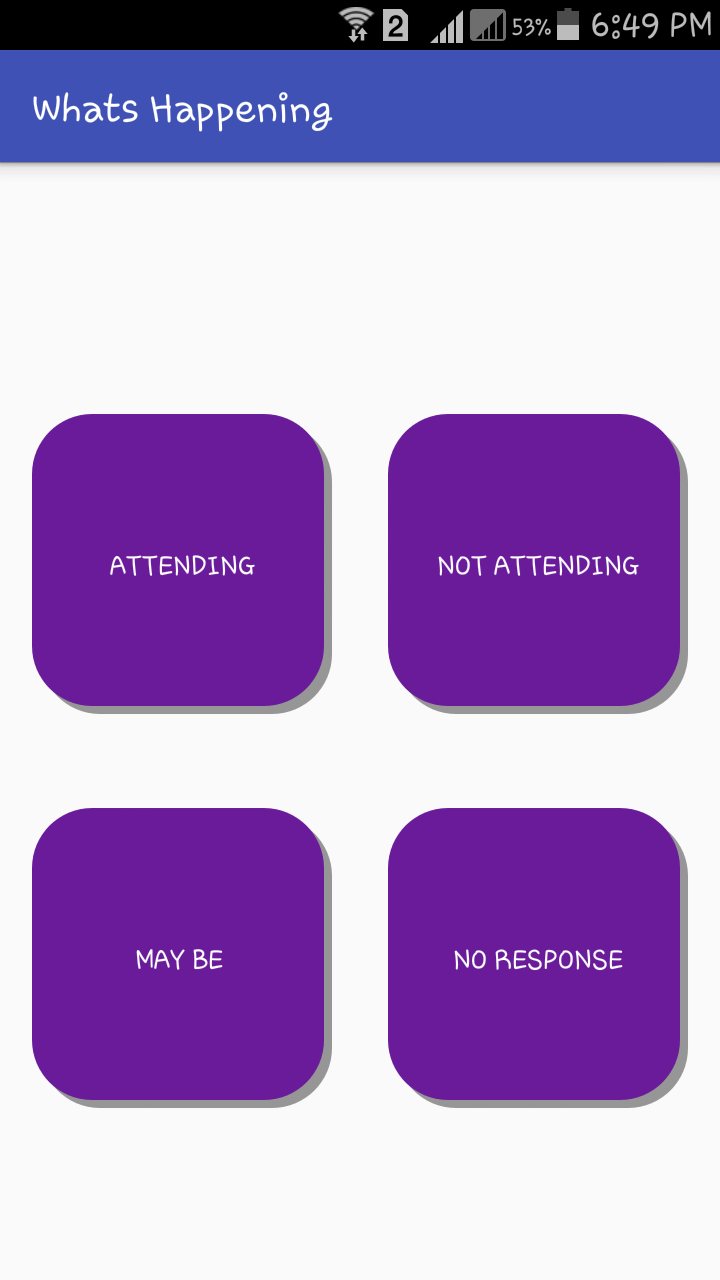 2 53% 6:49 PM
Whats Happening
ATTENDING
NOT ATTENDING
MAY BE
NO RESPONSE